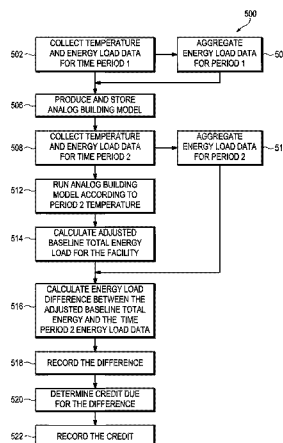 500
502
COLLECT TEMPERATURE
AND ENERGY LOAD DATA
FOR TIME PERIOD 1
AGGREGATE
ENERGY LOAD DATA
FOR PERIOD 1
50
506
PRODUCE AND STORE
ANALOG BUILDING MODEL
508
COLLECT TEMPERATURE
AND ENERGY LOAD DATA
FOR TIME PERIOD 2
AGGREGATE
ENERGY LOAD DATA
FOR PERIOD 2
51
512
RUN ANALOG BUILDING
MODEL ACCORDING TO
PERIOD 2 TEMPERATURE
514
CALCULATE ADJUSTED
BASELINE TOTAL ENERGY
LOAD FOR THE FACILITY
516
CALCULATE ENERGY LOAD
DIFFERENCE BETWEEN THE
ADJUSTED BASELINE TOTAL
ENERGY AND THE TIME
PERIOD 2 ENERGY LOAD DATA
518
RECORD THE DIFFERENCE
520
DETERMINE CREDIT DUE
FOR THE DIFFERENCE
522
RECORD THE CREDIT